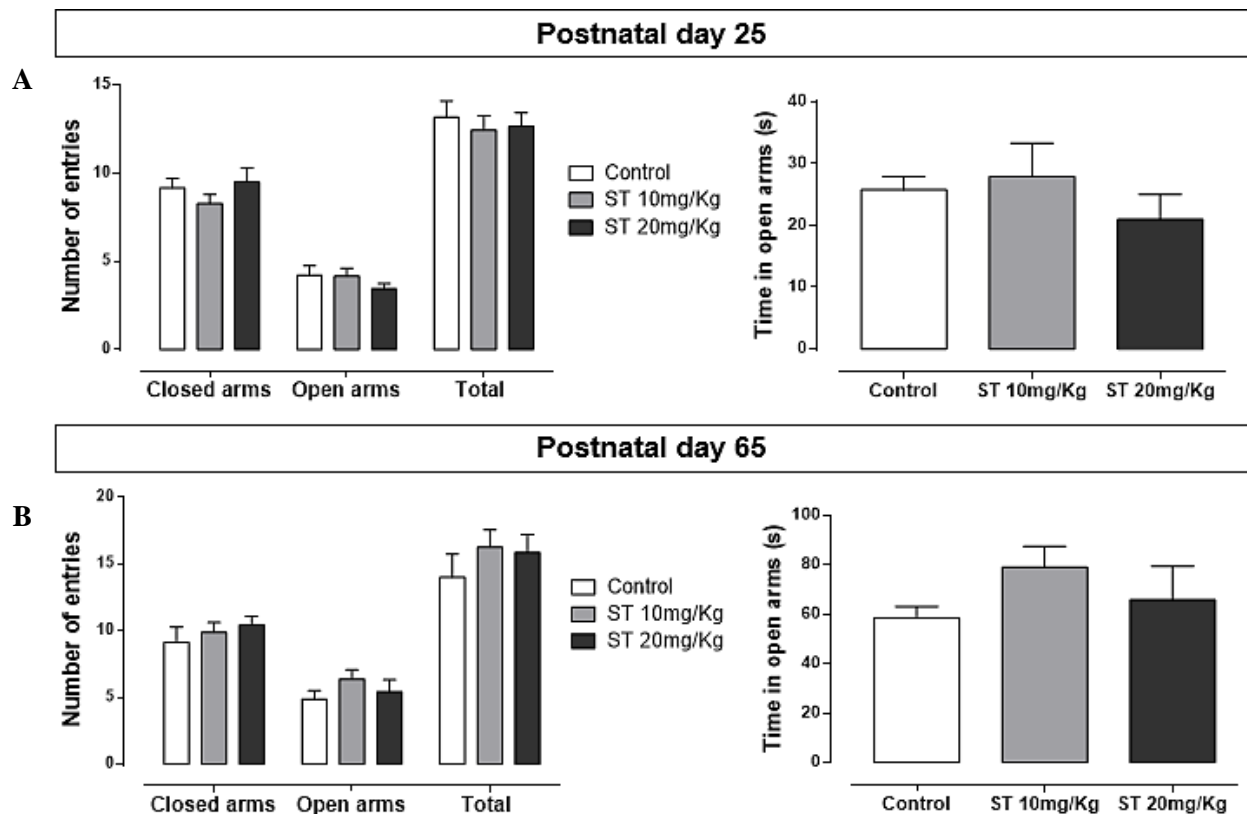 Postnatal day 25
A
Number of entries
15
10
5
0
Closed arms
Open arms
Total
Control
ST 10mg/Kg
ST 20mg/Kg
Time in open arms (s)
40
30
20
10
0
Control
ST 10mg/Kg
ST 20mg/Kg
Postnatal day 65
B
Number of entries
20
15
10
5
0
Closed arms
Open arms
Total
Control
ST 10mg/Kg
ST 20mg/Kg
Time in open arms (s)
100
80
60
40
20
0
Control
ST 10mg/Kg
ST 20mg/Kg